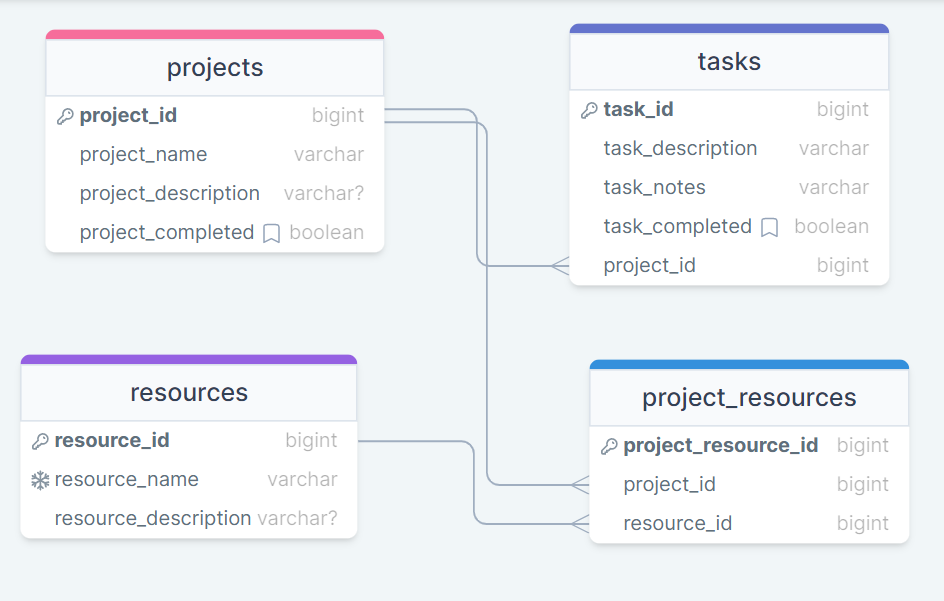 projects
project_id bigint
project_name varchar
project_description varchar?
project_completed boolean
tasks
task_id bigint
task_description varchar
task_notes varchar
task_completed boolean
project_id bigint
resources
resource_id bigint
resource_name varchar
resource_description varchar?
project_resources
project_resource_id bigint
project_id bigint
resource_id bigint